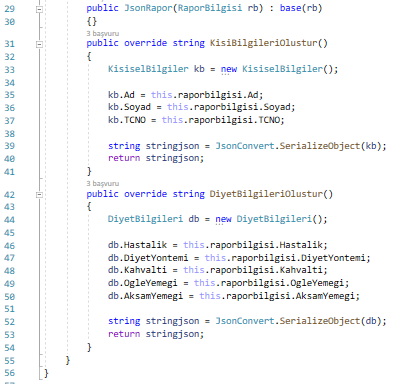 29 public JsonRapor(RaporBilgisi rb) : base(rb)
30 {}
3 başvuru
31 public override string KisiBilgileriOlustur()
32 {
33 KisiselBilgiler kb = new KisiselBilgiler();
34
35 kb.Ad = this.raporbilgisi.Ad;
36 kb.Soyad = this.raporbilgisi.Soyad;
37 kb.TCNO = this.raporbilgisi.TCNO;
38
39 string stringjson = JsonConvert.SerializeObject(kb);
40 return stringjson;
41 }
3 başvuru
42 public override string DiyetBilgileriOlustur()
43 {
44 DiyetBilgileri db = new DiyetBilgileri();
45
46 db.Hastalik = this.raporbilgisi.Hastalik;
47 db.DiyetYontemi = this.raporbilgisi.DiyetYontemi;
48 db.Kahvalti = this.raporbilgisi.Kahvalti;
49 db.OgleYemegi = this.raporbilgisi.OgleYemegi;
50 db.AksamYemegi = this.raporbilgisi.AksamYemegi;
51
52 string stringjson = JsonConvert.SerializeObject(db);
53 return stringjson;
54 }
55 }
56 }